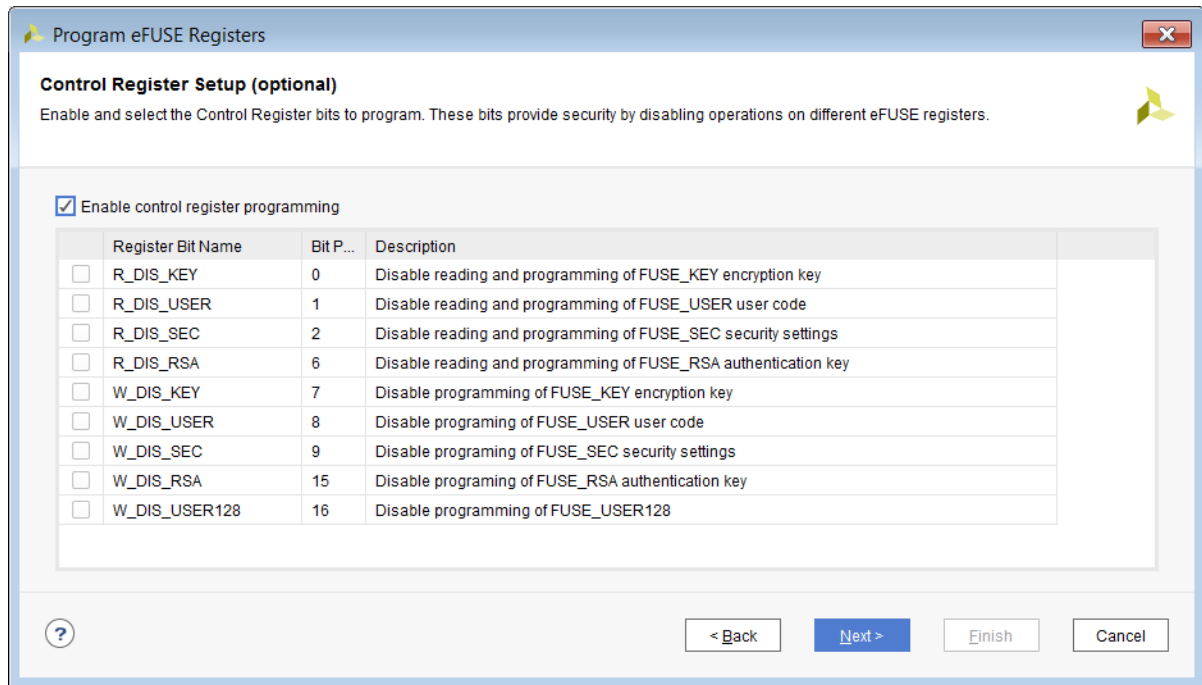 Program eFUSE Registers
Control Register Setup (optional)
Enable and select the Control Register bits to program. These bits provide security by disabling operations on different eFUSE registers.
Enable control register programming
Register Bit Name Bit P... Description
R_DIS_KEY 0 Disable reading and programming of FUSE_KEY encryption key
R_DIS_USER 1 Disable reading and programming of FUSE_USER user code
R_DIS_SEC 2 Disable reading and programming of FUSE_SEC security settings
R_DIS_RSA 6 Disable reading and programming of FUSE_RSA authentication key
W_DIS_KEY 7 Disable programming of FUSE_KEY encryption key
W_DIS_USER 8 Disable programing of FUSE_USER user code
W_DIS_SEC 9 Disable programing of FUSE_SEC security settings
W_DIS_RSA 15 Disable programing of FUSE_RSA authentication key
W_DIS_USER128 16 Disable programming of FUSE_USER128
? < Back Next > Finish Cancel